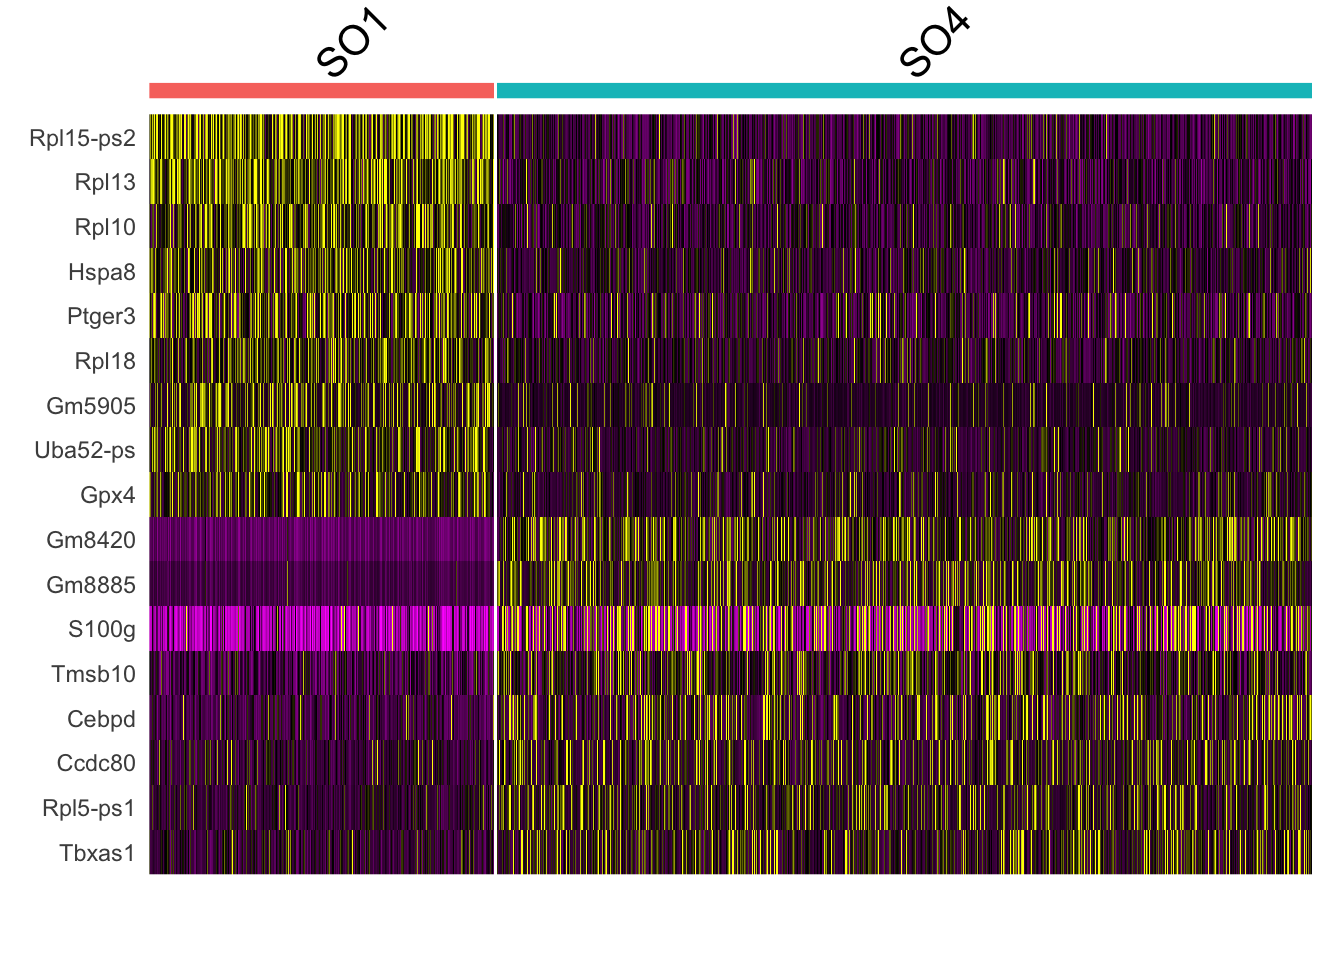 SO1
SO4
Rpl15-ps2
Rpl13
Rpl10
Hspa8
Ptger3
Rpl18
Gm5905
Uba52-ps
Gpx4
Gm8420
Gm8885
S100g
Tmsb10
Cebpd
Ccdc80
Rpl5-ps1
Tbxas1